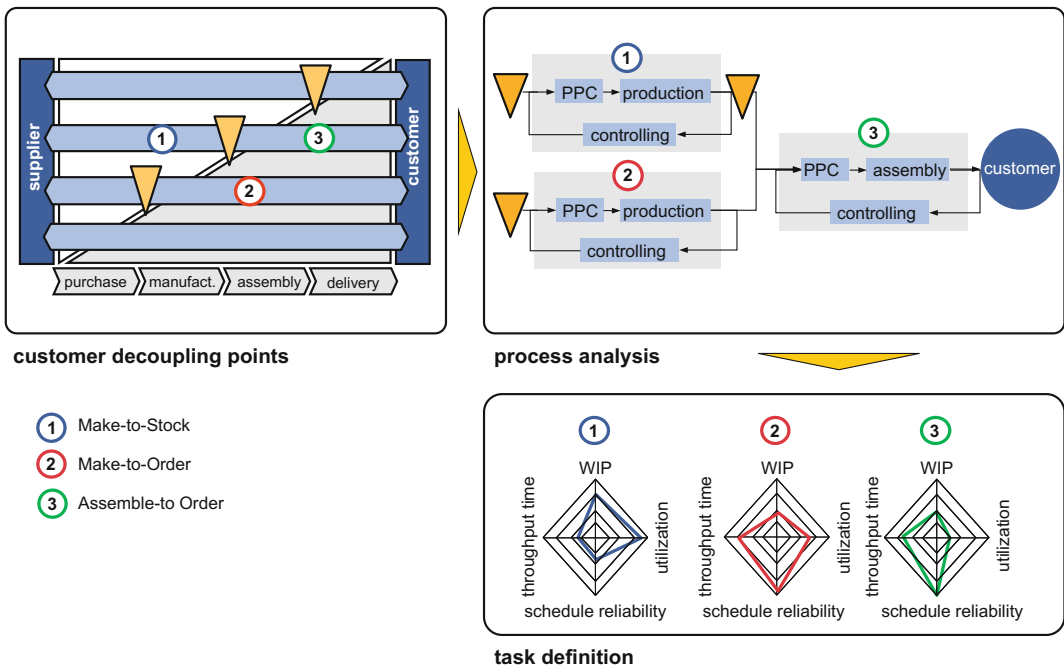 supplier
customer
1
2
3
purchase
manufact.
assembly
delivery
customer decoupling points
1
PPC
production
controlling
2
PPC
production
controlling
3
PPC
assembly
controlling
customer
process analysis
1 Make-to-Stock
2 Make-to-Order
3 Assemble-to Order
1
WIP
throughput time
utilization
schedule reliability
2
WIP
throughput time
utilization
schedule reliability
3
WIP
throughput time
utilization
schedule reliability
task definition